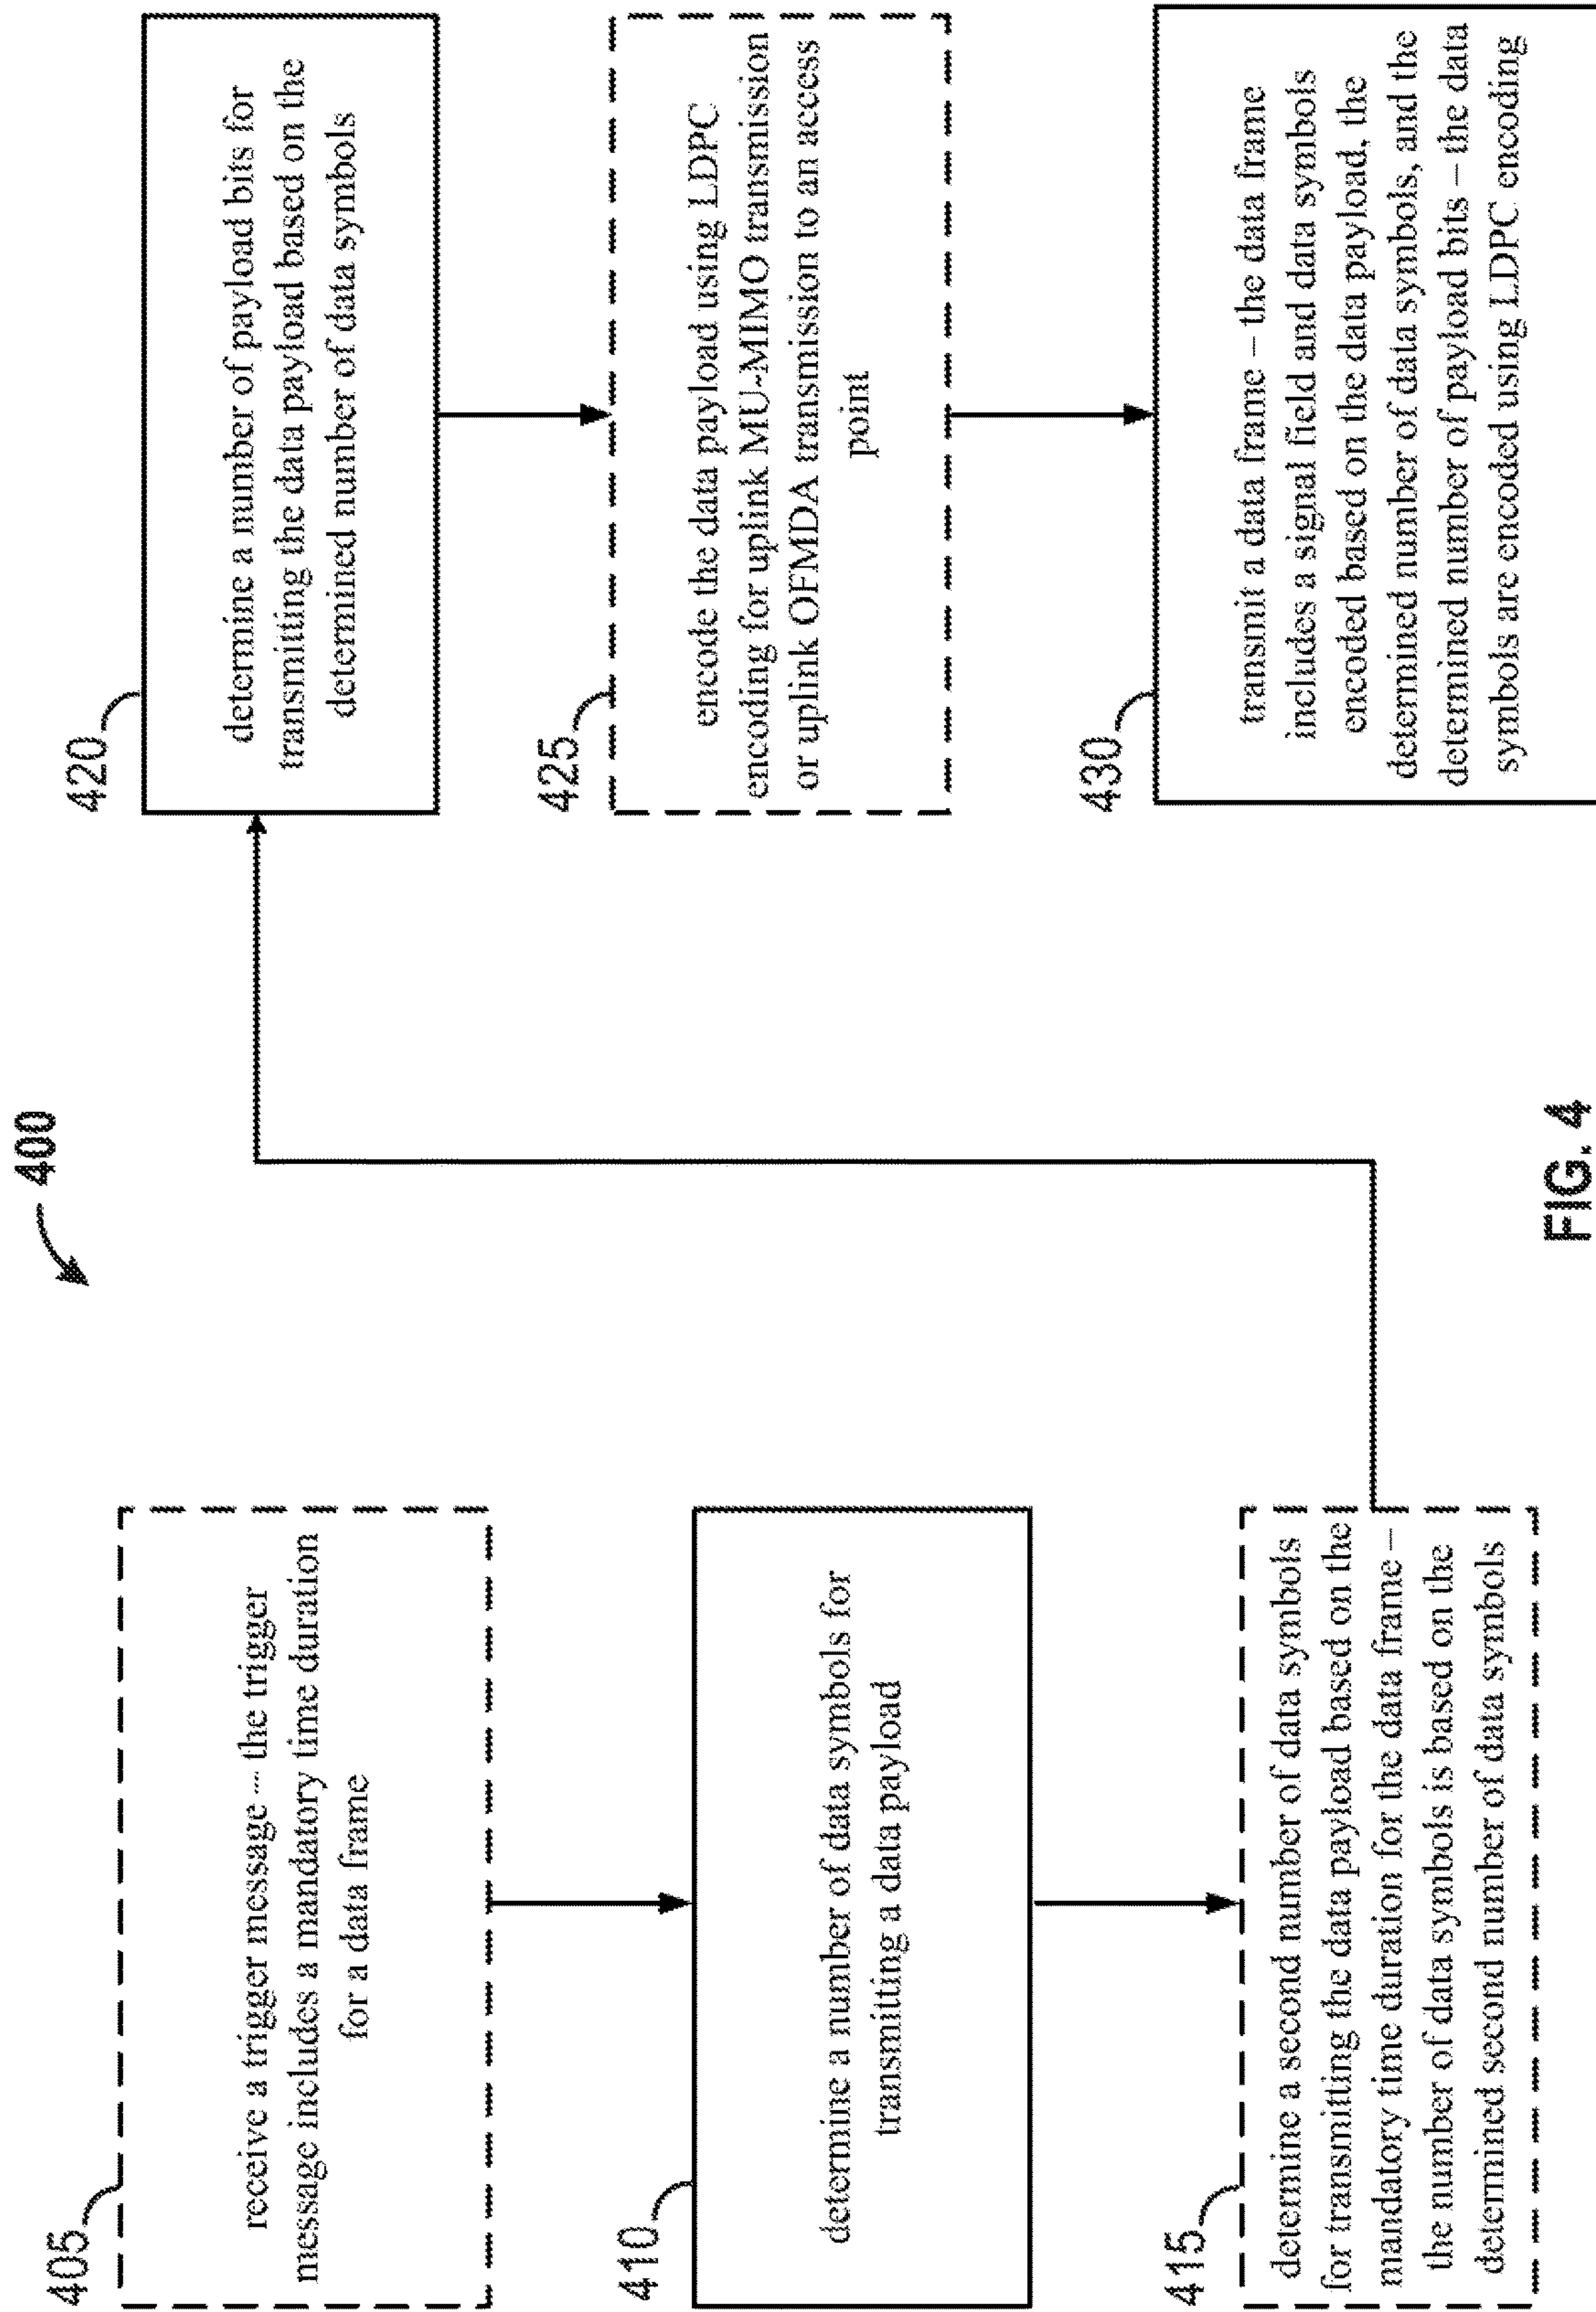 400
405
receive a trigger message – the trigger
message includes a mandatory time duration
for a data frame
410
determine a number of data symbols for
transmitting a data payload
415
determine a second number of data symbols
for transmitting the data payload based on the
mandatory time duration for the data frame –
the number of data symbols is based on the
determined second number of data symbols
420
determine a number of payload bits for
transmitting the data payload based on the
determined number of data symbols
425
encode the data payload using LDPC
encoding for uplink MU-MIMO transmission
or uplink OFMDA transmission to an access
point
430
transmit a data frame – the data frame
includes a signal field and data symbols
encoded based on the data payload, the
determined number of data symbols, and the
determined number of payload bits – the data
symbols are encoded using LDPC encoding
FIG. 4